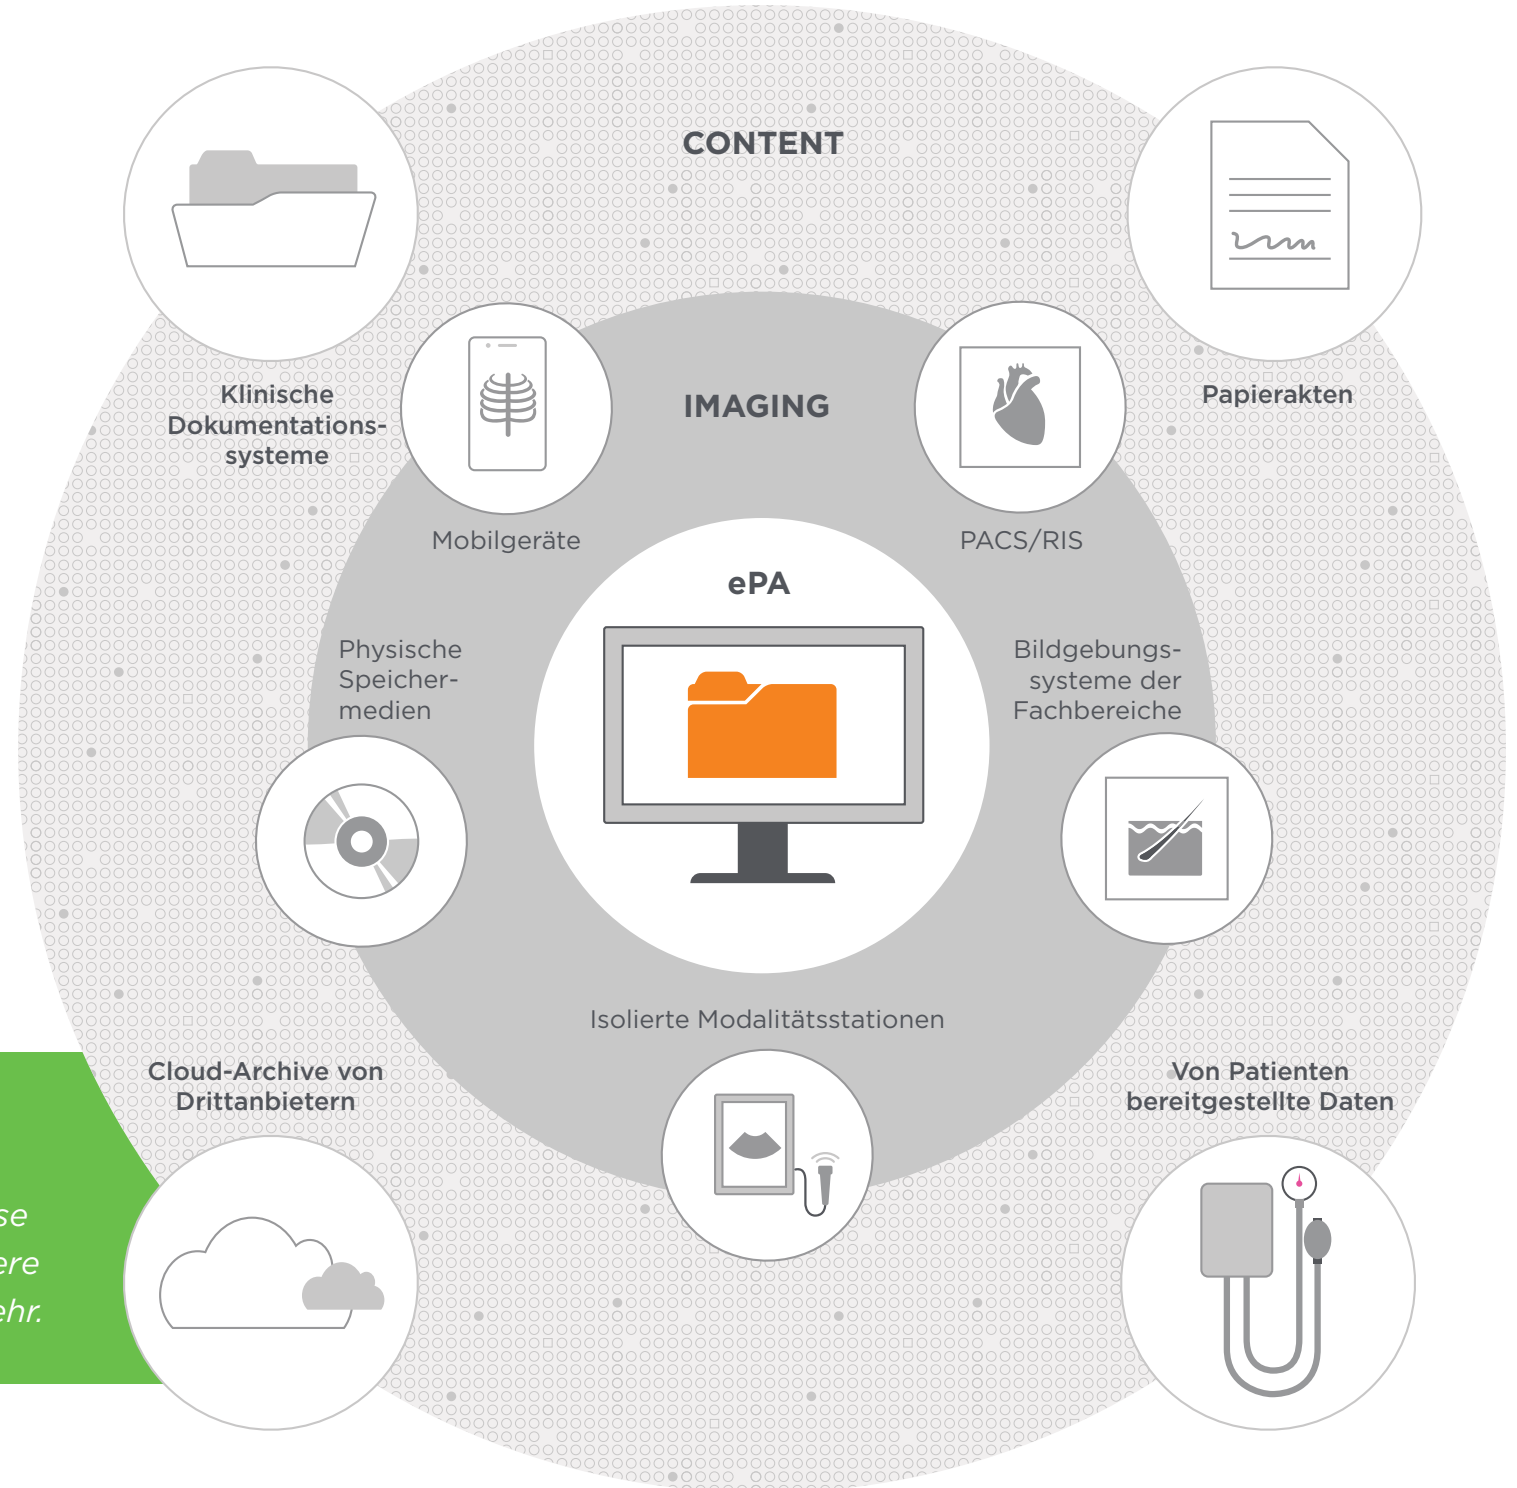 CONTENT
Klinische
Dokumentations-
systeme
Papierakten
IMAGING
Mobilgeräte
PACS/RIS
ePA
Physische
Speicher-
medien
Bildgebungs-
systeme der
Fachbereiche
Isolierte Modalitätsstationen
Cloud-Archive von
Drittanbietern
Von Patienten
bereitgestellte Daten